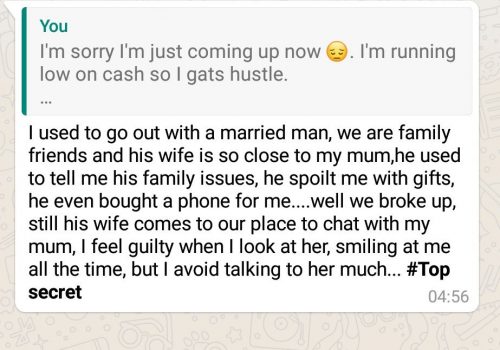 You
I'm sorry I'm just coming up now 😔. I'm running
low on cash so I gats hustle.
...
I used to go out with a married man, we are family
friends and his wife is so close to my mum,he used
to tell me his family issues, he spoilt me with gifts,
he even bought a phone for me....well we broke up,
still his wife comes to our place to chat with my
mum, I feel guilty when I look at her, smiling at me
all the time, but I avoid talking to her much... #Top
secret
04:56